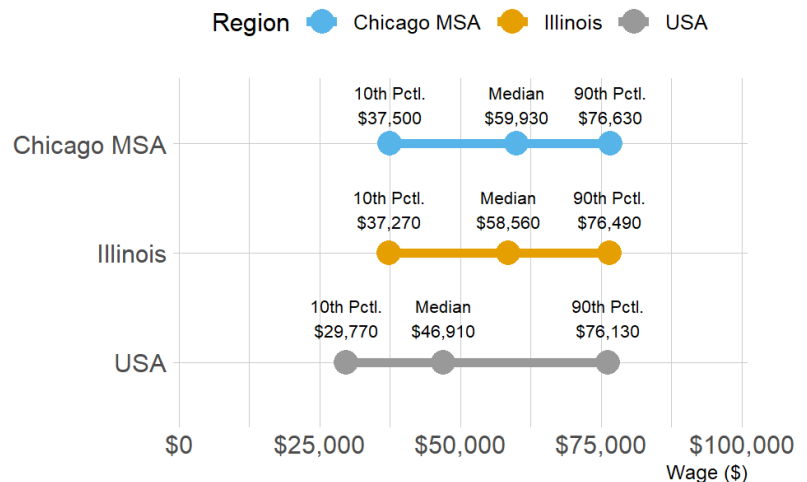 Region Chicago MSA Illinois USA
10th Pctl. Median 90th Pctl.
$37,500 $59,930 $76,630
Chicago MSA
10th Pctl. Median 90th Pctl.
$37,270 $58,560 $76,490
Illinois
10th Pctl. Median 90th Pctl.
$29,770 $46,910 $76,130
USA
$0 $25,000 $50,000 $75,000 $100,000
Wage ($)